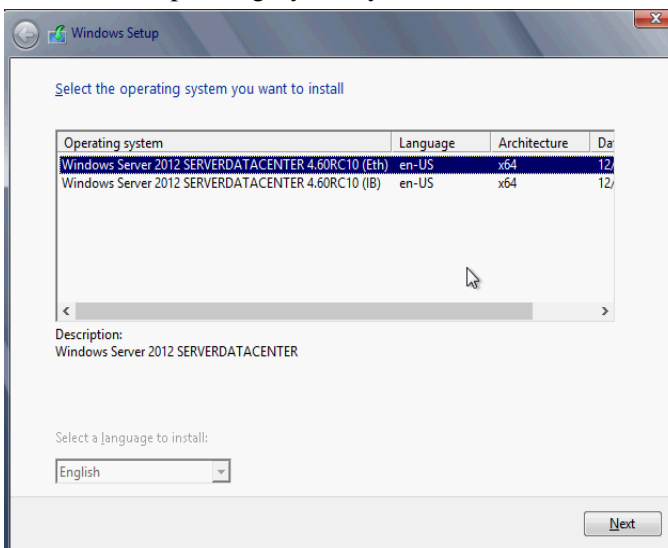 Windows Setup
Select the operating system you want to install
Operating system Language Architecture
Windows Server 2012 SERVERDATACENTER 4.60RC10 (Eth) en-US x64 12/
Windows Server 2012 SERVERDATACENTER 4.60RC10 (IB) en-US x64 12/
Description:
Windows Server 2012 SERVERDATACENTER
Select a language to install:
English
Next